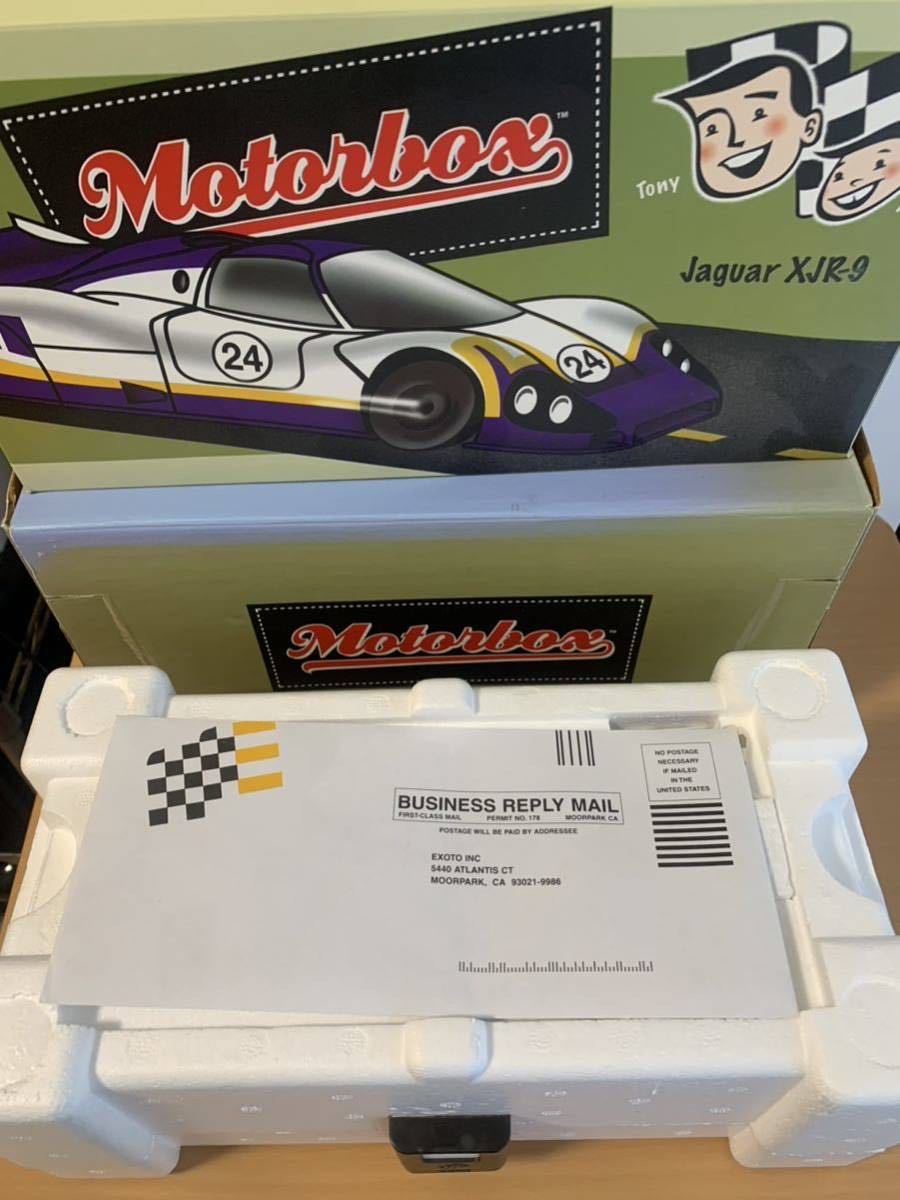 Motorbox™
Tony
Jaguar XJR-9
24
24
Motorbox™
NO POSTAGE
NECESSARY
IF MAILED
IN THE
UNITED STATES
BUSINESS REPLY MAIL
FIRST-CLASS MAIL PERMIT NO. 178 MOORPARK CA
POSTAGE WILL BE PAID BY ADDRESSEE
EXOTO INC
5440 ATLANTIS CT
MOORPARK, CA 93021-9986